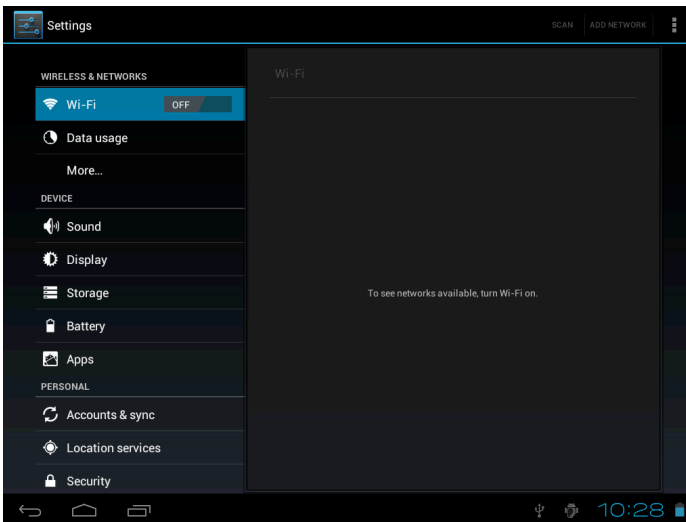 Settings
SCAN
ADD NETWORK
WIRELESS & NETWORKS
Wi-Fi
OFF
Data usage
More...
DEVICE
Sound
Display
Storage
Battery
Apps
PERSONAL
Accounts & sync
Location services
Security
Wi-Fi
To see networks available, turn Wi-Fi on.
10:28